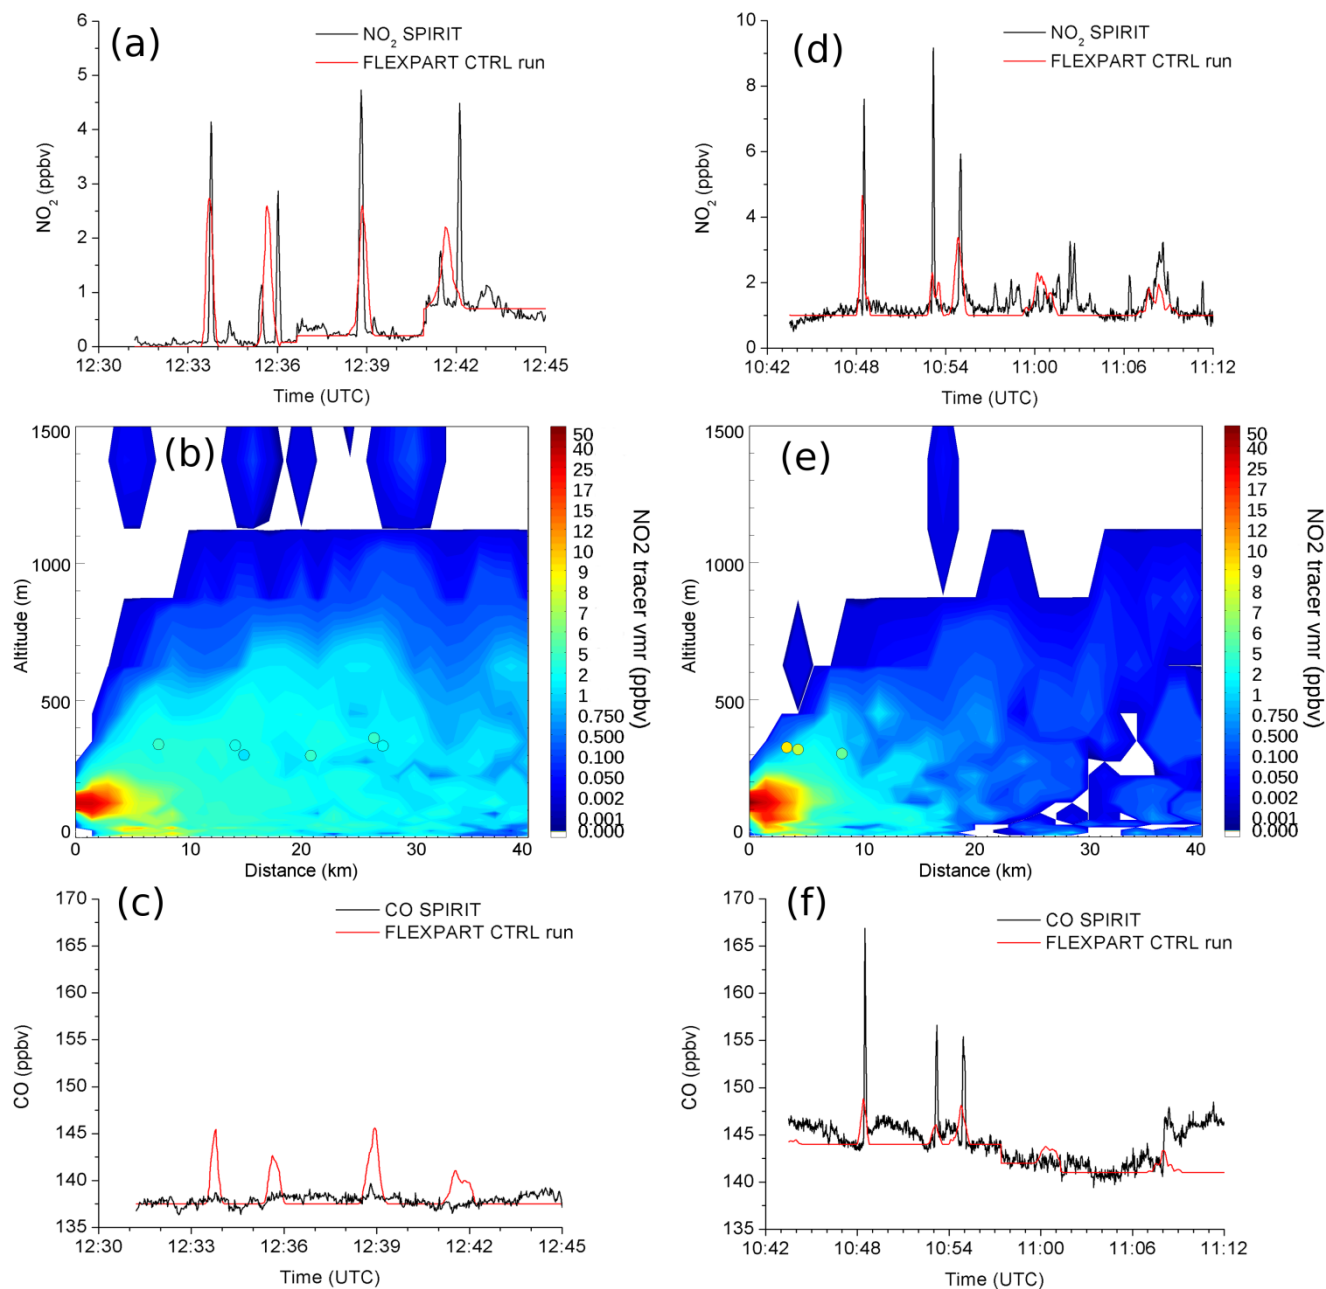 (a)
NO₂ SPIRIT
FLEXPART CTRL run
6
5
4
3
2
1
0
NO₂ (ppbv)
12:30 12:33 12:36 12:39 12:42 12:45
Time (UTC)
(d)
NO₂ SPIRIT
FLEXPART CTRL run
10
8
6
4
2
0
NO₂ (ppbv)
10:42 10:48 10:54 11:00 11:06 11:12
Time (UTC)
(b)
1500
1000
500
0
Altitude (m)
0 10 20 30 40
Distance (km)
50
40
25
17
15
12
10
9
8
7
6
5
2
1
0.750
0.500
0.100
0.050
0.002
0.001
0.000
NO2 tracer vmr (ppbv)
(e)
1500
1000
500
0
Altitude (m)
0 10 20 30 40
Distance (km)
50
40
25
17
15
12
10
9
8
7
6
5
2
1
0.750
0.500
0.100
0.050
0.002
0.001
0.000
NO2 tracer vmr (ppbv)
(c)
CO SPIRIT
FLEXPART CTRL run
170
165
160
155
150
145
140
135
CO (ppbv)
12:30 12:33 12:36 12:39 12:42 12:45
Time (UTC)
(f)
CO SPIRIT
FLEXPART CTRL run
170
165
160
155
150
145
140
135
CO (ppbv)
10:42 10:48 10:54 11:00 11:06 11:12
Time (UTC)